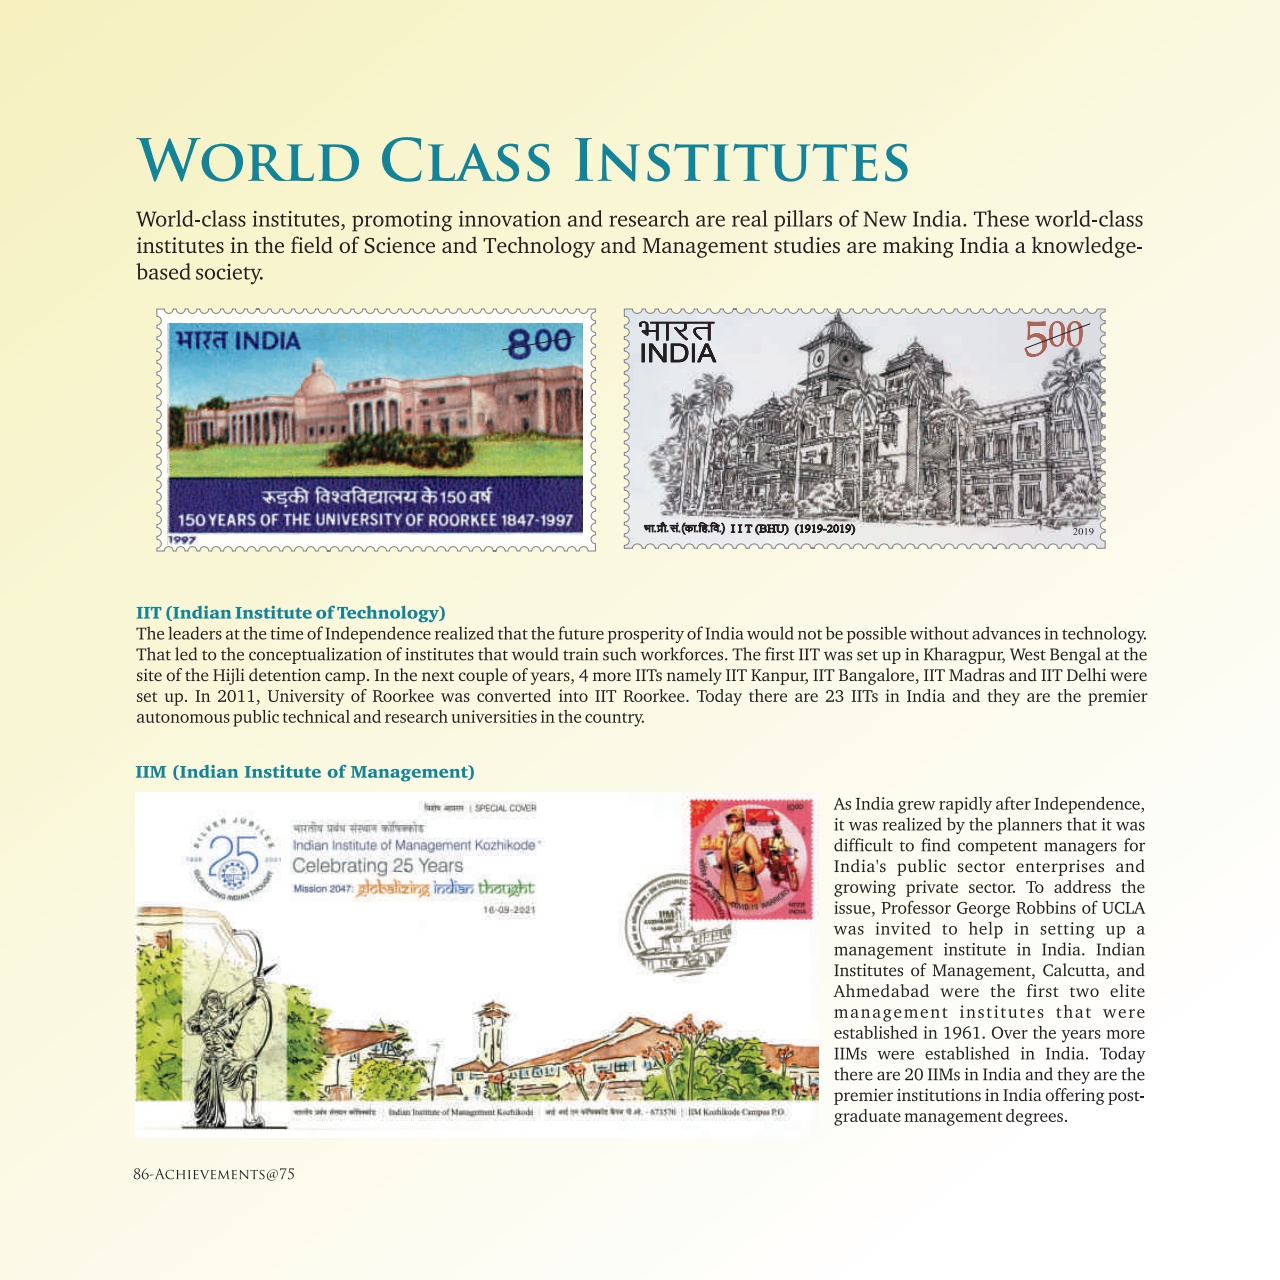 WORLD CLASS INSTITUTES
World-class institutes, promoting innovation and research are real pillars of New India. These world-class
institutes in the field of Science and Technology and Management studies are making India a knowledge-
based society.
भारत INDIA
8.00
रूड़की विश्वविद्यालय के 150 वर्ष
150 YEARS OF THE UNIVERSITY OF ROORKEE 1847-1997
1997
भारत
INDIA
500
भा.प्रौ.सं.(का.हि.वि.) I I T (BHU) (1919-2019)
2019
IIT (Indian Institute of Technology)
The leaders at the time of Independence realized that the future prosperity of India would not be possible without advances in technology.
That led to the conceptualization of institutes that would train such workforces. The first IIT was set up in Kharagpur, West Bengal at the
site of the Hijli detention camp. In the next couple of years, 4 more IITs namely IIT Kanpur, IIT Bangalore, IIT Madras and IIT Delhi were
set up. In 2011, University of Roorkee was converted into IIT Roorkee. Today there are 23 IITs in India and they are the premier
autonomous public technical and research universities in the country.
IIM (Indian Institute of Management)
विशेष आवरण | SPECIAL COVER
SILVER JUBILEE
25
1996 2021
GLOBALIZING INDIAN THOUGHT
भारतीय प्रबंध संस्थान कोषिक्कोड
Indian Institute of Management Kozhikode
Celebrating 25 Years
Mission 2047: globalizing indian thought
16-09-2021
COVID-19 WARRIORS
भारत
INDIA
IIM
भारतीय प्रबंध संस्थान कोषिक्कोड | Indian Institute of Management Kozhikode | - 673570 | IIM Kozhikode Campus P.O.
As India grew rapidly after Independence,
it was realized by the planners that it was
difficult to find competent managers for
India's public sector enterprises and
growing private sector. To address the
issue, Professor George Robbins of UCLA
was invited to help in setting up a
management institute in India. Indian
Institutes of Management, Calcutta, and
Ahmedabad were the first two elite
management institutes that were
established in 1961. Over the years more
IIMs were established in India. Today
there are 20 IIMs in India and they are the
premier institutions in India offering post-
graduate management degrees.
86-ACHIEVEMENTS@75